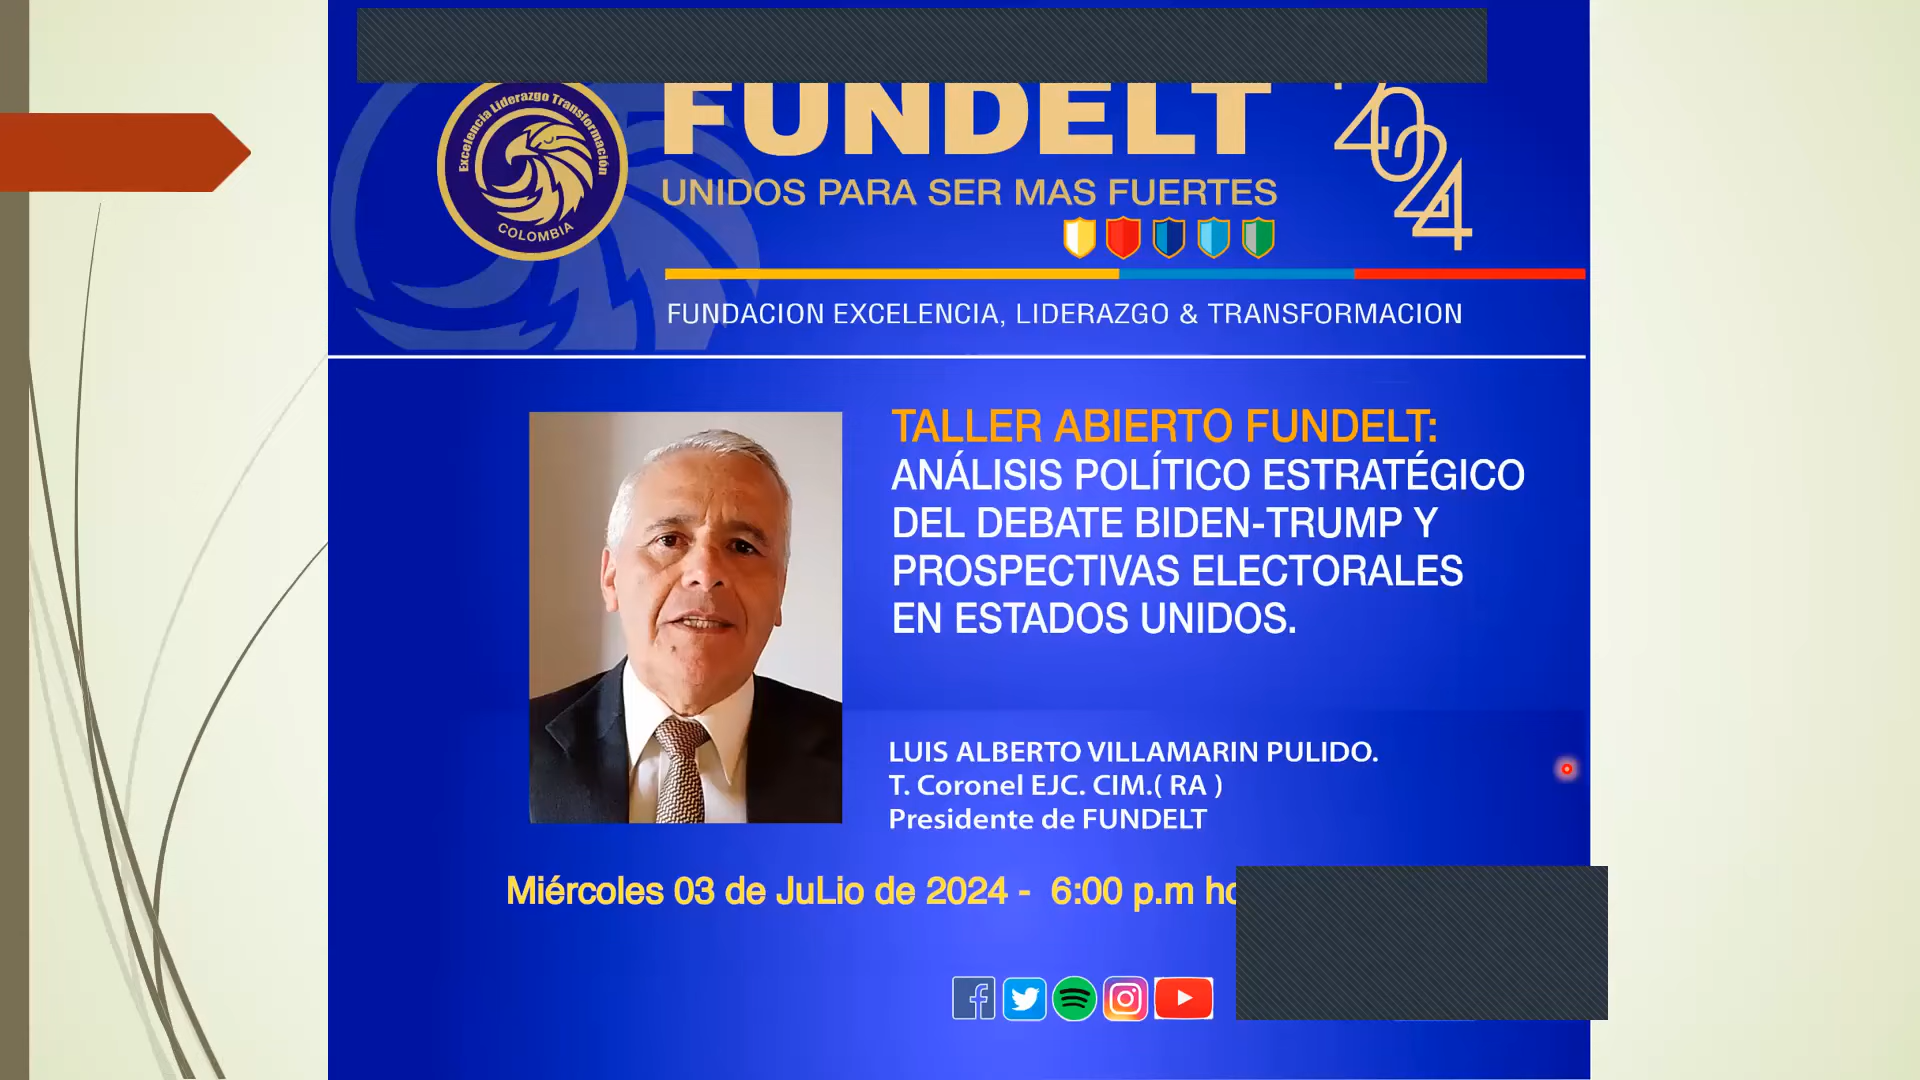 Excelencia Liderazgo Transformación
COLOMBIA
FUNDELT
2024
UNIDOS PARA SER MAS FUERTES
FUNDACION EXCELENCIA, LIDERAZGO & TRANSFORMACION
TALLER ABIERTO FUNDELT:
ANÁLISIS POLÍTICO ESTRATÉGICO
DEL DEBATE BIDEN-TRUMP Y
PROSPECTIVAS ELECTORALES
EN ESTADOS UNIDOS.
LUIS ALBERTO VILLAMARIN PULIDO.
T. Coronel EJC. CIM.( RA )
Presidente de FUNDELT
Miércoles 03 de JuLio de 2024 - 6:00 p.m